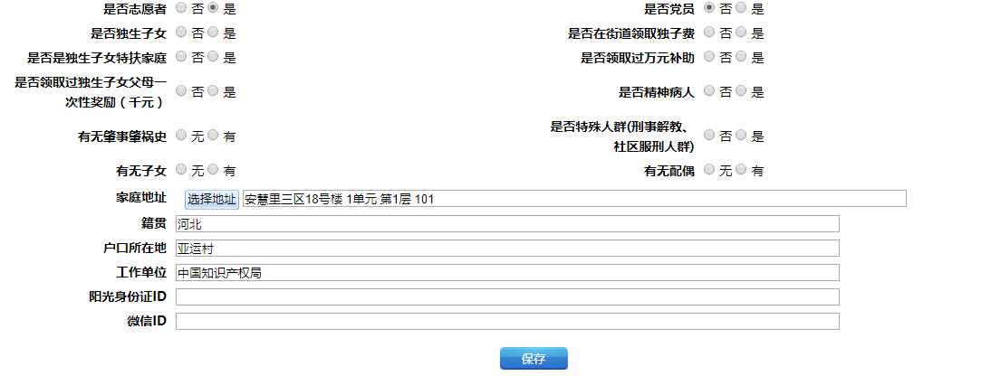 是否志愿者 否 是 是否党员 否 是
是否独生子女 否 是 是否在街道领取独子费 否 是
是否是独生子女特扶家庭 否 是 是否领取过万元补助 否 是
是否领取过独生子女父母一
次性奖励（千元） 否 是 是否精神病人 否 是
有无肇事肇祸史 无 有 是否特殊人群(刑事解教、
社区服刑人群) 否 是
有无子女 无 有 有无配偶 无 有
家庭地址 选择地址 安慧里三区18号楼 1单元 第1层 101
籍贯 河北
户口所在地 亚运村
工作单位 中国知识产权局
阳光身份证ID
微信ID
保存